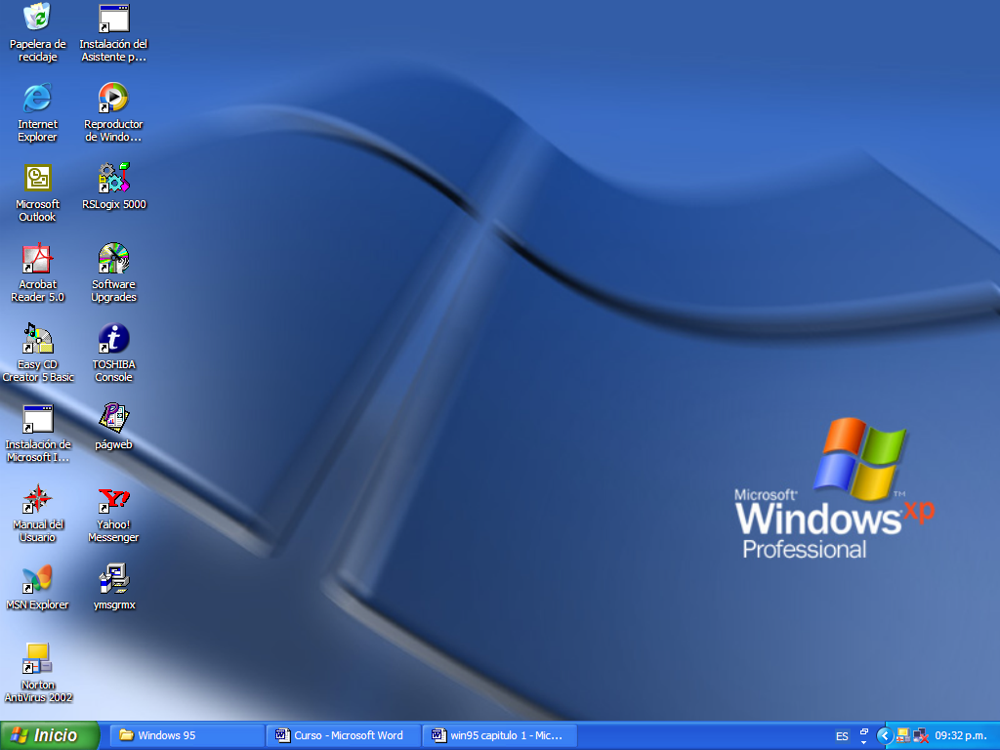 Papelera de
reciclaje
Instalación del
Asistente p...
Internet
Explorer
Reproductor
de Windo...
Microsoft
Outlook
RSLogix 5000
Acrobat
Reader 5.0
Software
Upgrades
Easy CD
Creator 5 Basic
TOSHIBA
Console
Instalación de
Microsoft I...
págweb
Manual del
Usuario
Yahoo!
Messenger
MSN Explorer
ymsgrmx
Norton
AntiVirus 2002
Microsoft®
Windows xp
TM
Professional
Inicio
Windows 95
Curso - Microsoft Word
win95 capitulo 1 - Mic...
ES
09:32 p.m.